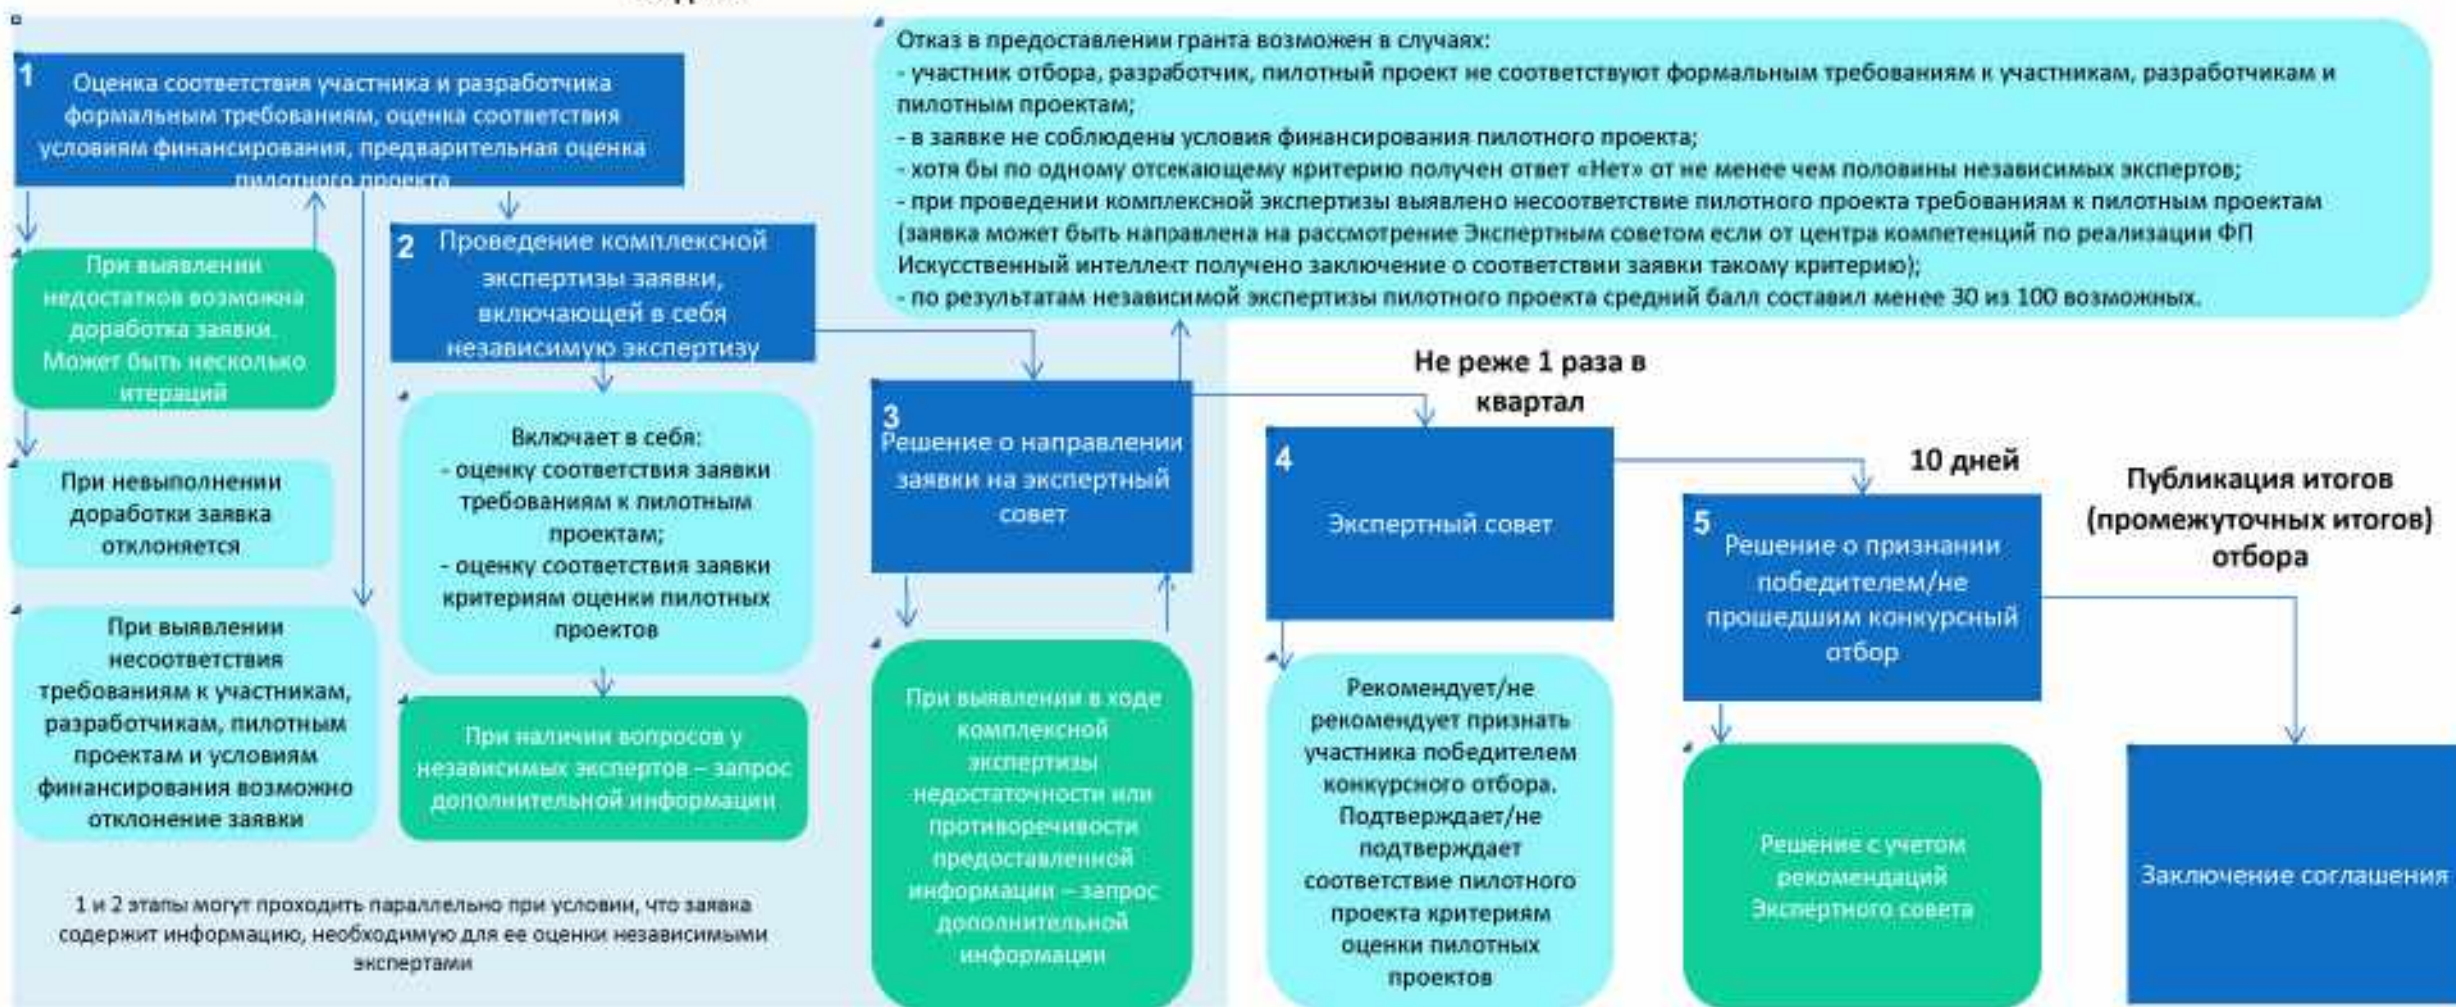 1
Оценка соответствия участника и разработчика
формальным требованиям, оценка соответствия
условиям финансирования, предварительная оценка
пилотного проекта
При выявлении
недостатков возможна
доработка заявки.
Может быть несколько
итераций
При невыполнении
доработки заявка
отклоняется
При выявлении
несоответствия
требованиям к участникам,
разработчикам, пилотным
проектам и условиям
финансирования возможно
отклонение заявки
2
Проведение комплексной
экспертизы заявки,
включающей в себя
независимую экспертизу
Включает в себя:
- оценку соответствия заявки
требованиям к пилотным
проектам;
- оценку соответствия заявки
критериям оценки пилотных
проектов
При наличии вопросов у
независимых экспертов – запрос
дополнительной информации
1 и 2 этапы могут проходить параллельно при условии, что заявка
содержит информацию, необходимую для ее оценки независимыми
экспертами
Отказ в предоставлении гранта возможен в случаях:
- участник отбора, разработчик, пилотный проект не соответствуют формальным требованиям к участникам, разработчикам и
пилотным проектам;
- в заявке не соблюдены условия финансирования пилотного проекта;
- хотя бы по одному отсекающему критерию получен ответ «Нет» от не менее чем половины независимых экспертов;
- при проведении комплексной экспертизы выявлено несоответствие пилотного проекта требованиям к пилотным проектам
(заявка может быть направлена на рассмотрение Экспертным советом если от центра компетенций по реализации ФП
Искусственный интеллект получено заключение о соответствии заявки такому критерию);
- по результатам независимой экспертизы пилотного проекта средний балл составил менее 30 из 100 возможных.
3
Решение о направлении
заявки на экспертный
совет
При выявлении в ходе
комплексной
экспертизы
недостаточности или
противоречивости
предоставленной
информации – запрос
дополнительной
информации
Не реже 1 раза в
квартал
4
Экспертный совет
Рекомендует/не
рекомендует признать
участника победителем
конкурсного отбора.
Подтверждает/не
подтверждает
соответствие пилотного
проекта критериям
оценки пилотных
проектов
10 дней
5
Решение о признании
победителем/не
прошедшим конкурсный
отбор
Решение с учетом
рекомендаций
Экспертного совета
Публикация итогов
(промежуточных итогов)
отбора
Заключение соглашения